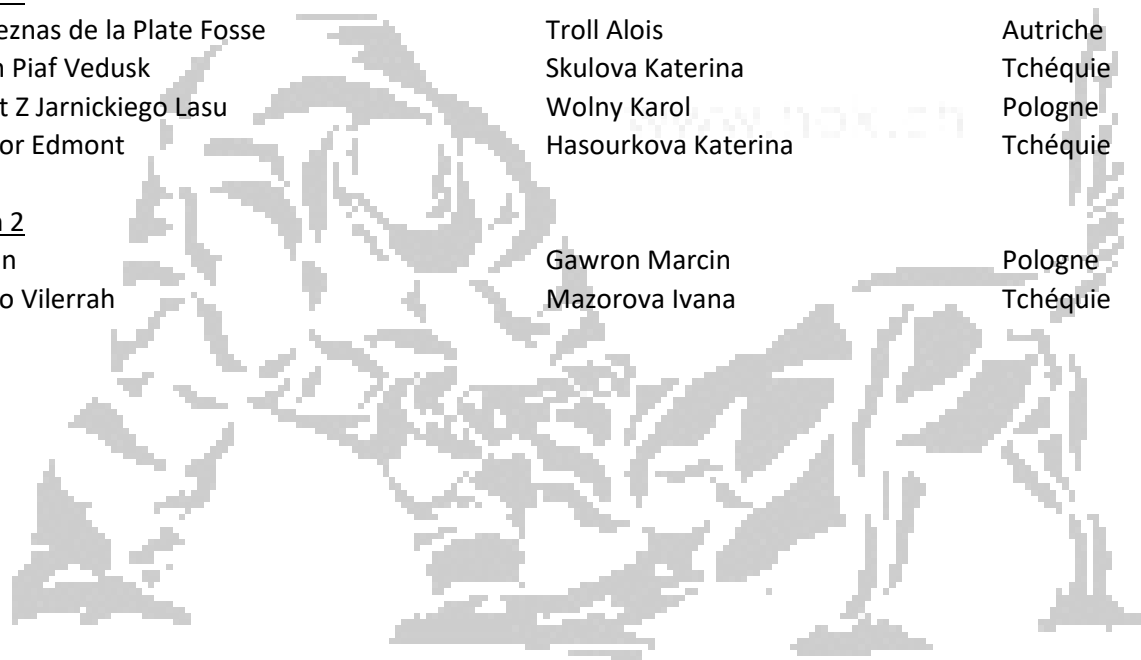 eznas de la Plate Fosse Troll Alois Autriche
Piaf Vedusk Skulova Katerina Tchéquie
t Z Jarnickiego Lasu Wolny Karol Pologne
or Edmont Hasourkova Katerina Tchéquie
2
n Gawron Marcin Pologne
o Vilerrah Mazorova Ivana Tchéquie